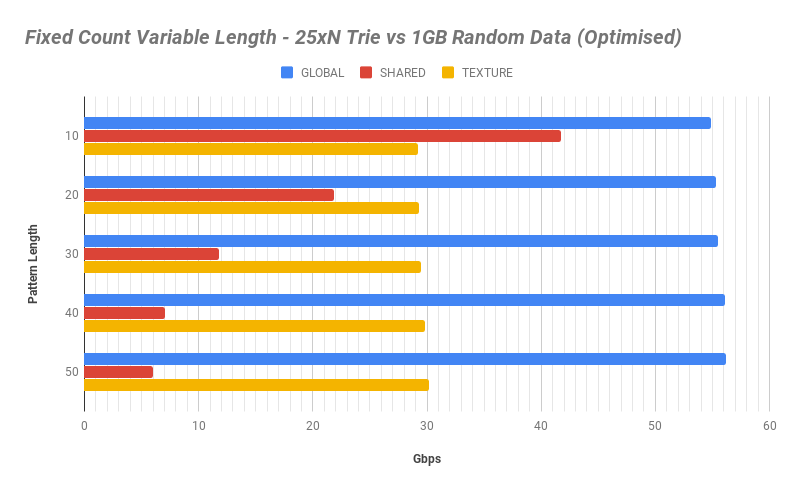 Fixed Count Variable Length - 25xN Trie vs 1GB Random Data (Optimised)
GLOBAL SHARED TEXTURE
Pattern Length
10
20
30
40
50
0 10 20 30 40 50 60
Gbps